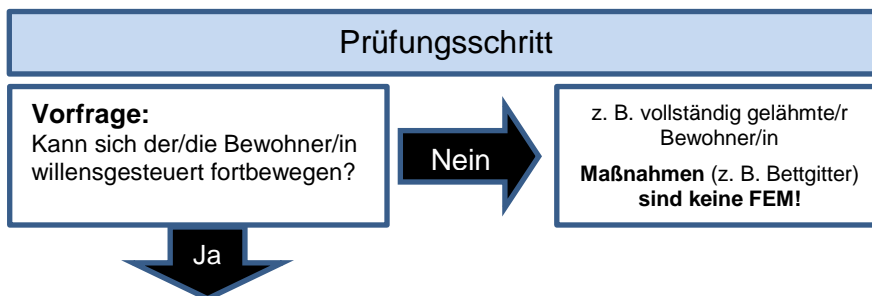 Prüfungsschritt
Vorfrage:
Kann sich der/die Bewohner/in
willensgesteuert fortbewegen?
Nein
z. B. vollständig gelähmte/r
Bewohner/in
Maßnahmen (z. B. Bettgitter)
sind keine FEM!
Ja